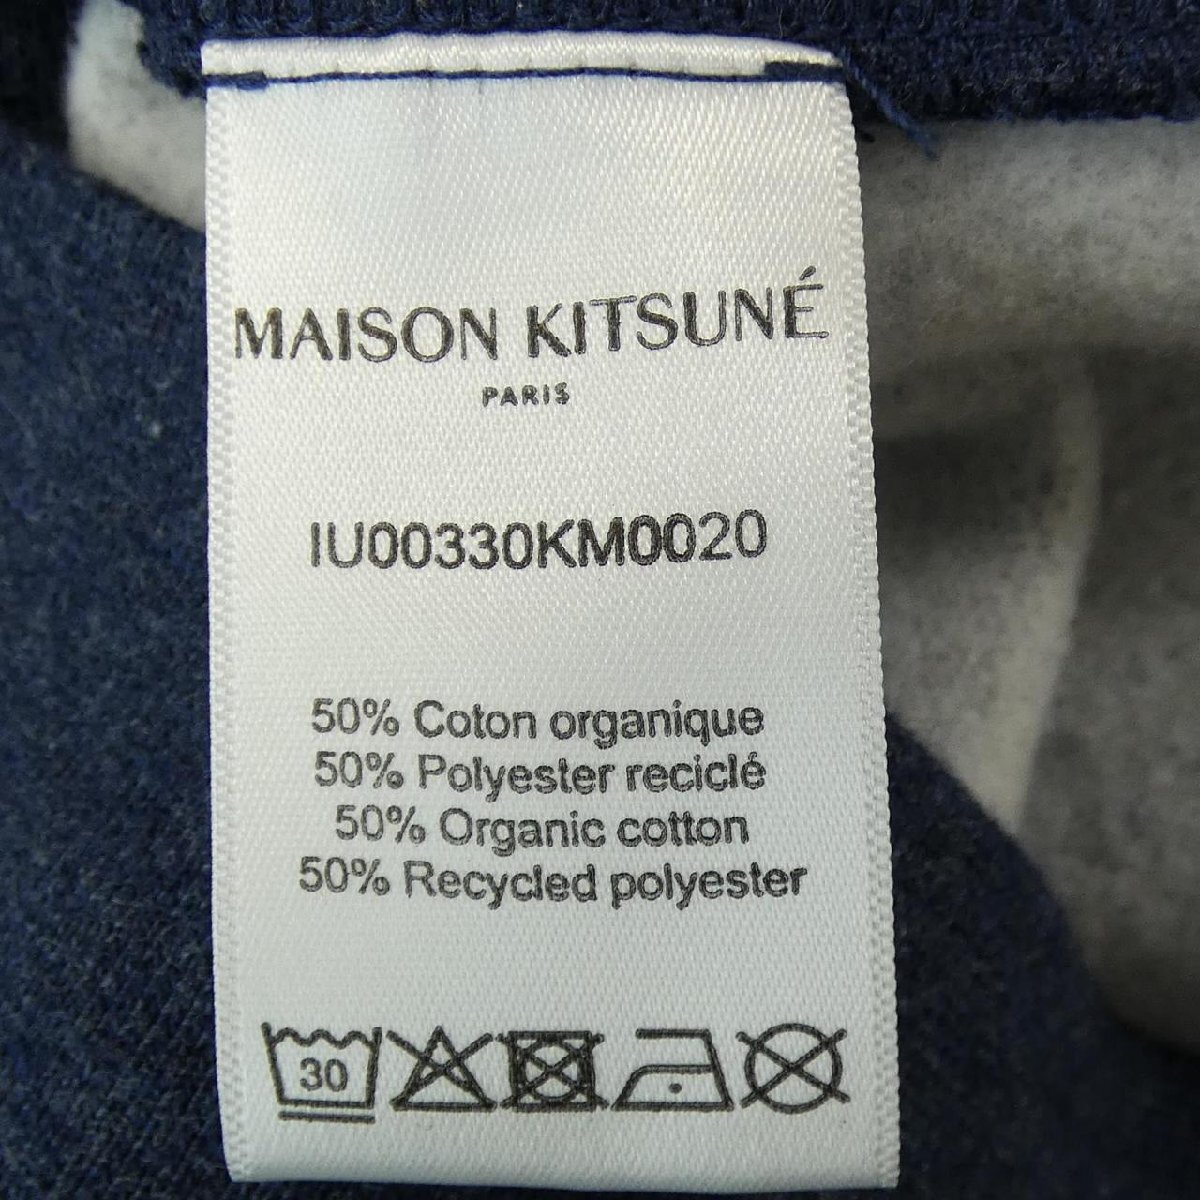 MAISON KITSUNÉ
PARIS
IU00330KM0020
50% Coton organique
50% Polyester reciclé
50% Organic cotton
50% Recycled polyester
30